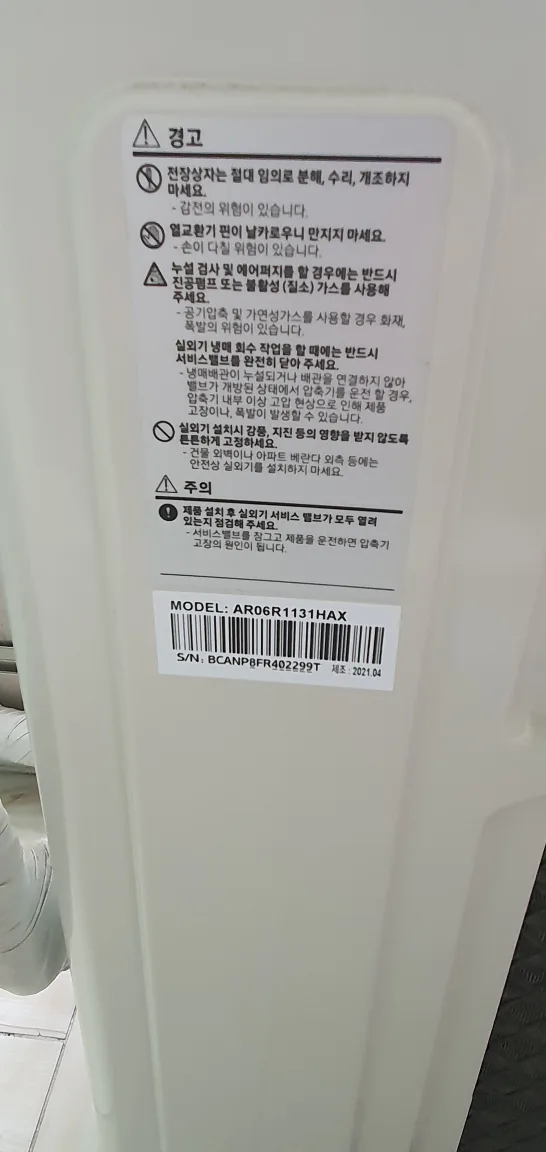 경고
전장상자는 절대 임의로 분해, 수리, 개조하지
마세요.
- 감전의 위험이 있습니다.
열교환기 핀이 날카로우니 만지지 마세요.
- 손이 다칠 위험이 있습니다.
누설 검사 및 에어퍼지를 할 경우에는 반드시
진공펌프 또는 불활성 (질소) 가스를 사용해
주세요.
- 공기압축 및 가연성가스를 사용할 경우 화재,
폭발의 위험이 있습니다.
실외기 냉매 회수 작업을 할 때에는 반드시
서비스밸브를 완전히 닫아 주세요.
- 냉매배관이 누설되거나 배관을 연결하지 않아
밸브가 개방된 상태에서 압축기를 운전 할 경우,
압축기 내부 이상 고압 현상으로 인해 제품
고장이나, 폭발이 발생할 수 있습니다.
실외기 설치시 강풍, 지진 등의 영향을 받지 않도록
튼튼하게 고정하세요.
- 건물 외벽이나 아파트 베란다 외측 등에는
안전상 실외기를 설치하지 마세요.
주의
제품 설치 후 실외기 서비스 밸브가 모두 열려
있는지 점검해 주세요.
- 서비스밸브를 잠그고 제품을 운전하면 압축기
고장의 원인이 됩니다.
MODEL: AR06R1131HAX
S/N: BCANP8FR402299T 제조 : 2021.04